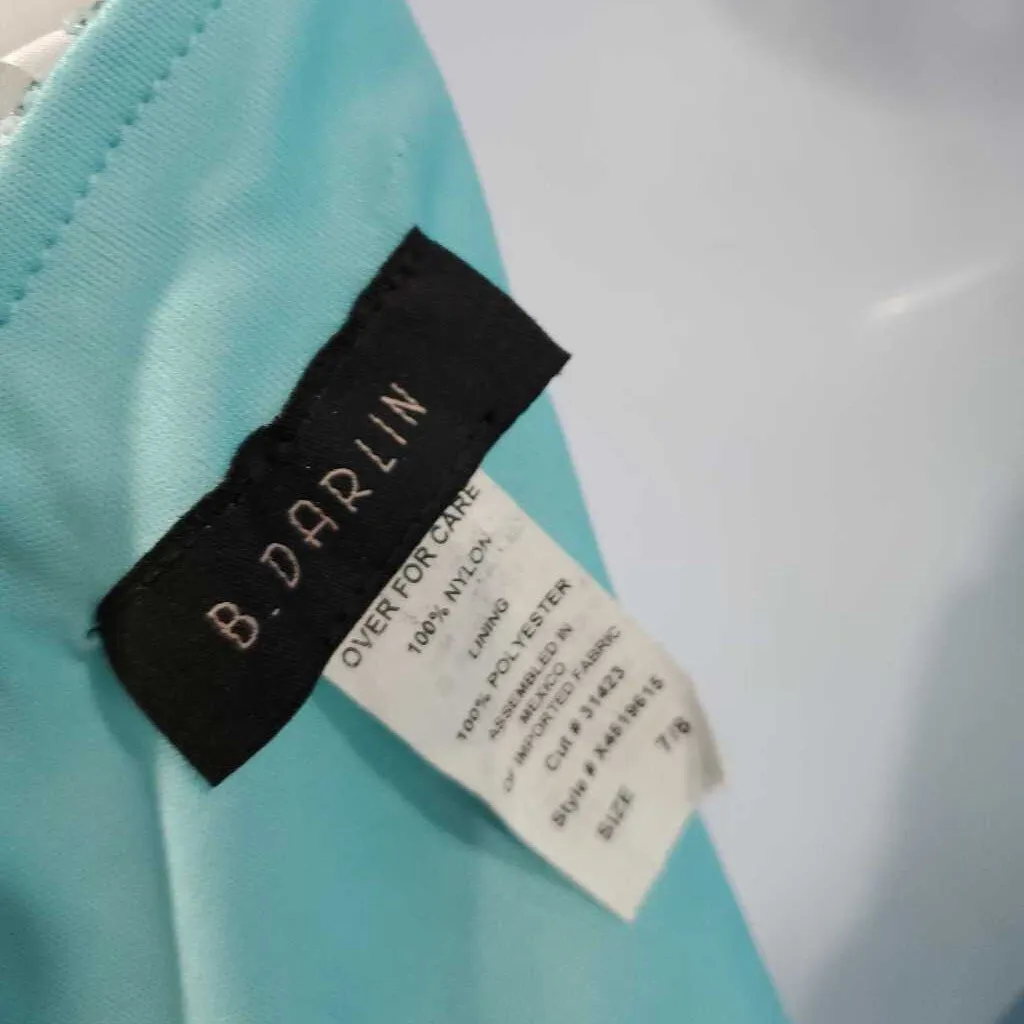 B. DARLIN
OVER FOR CARE
100% NYLON
LINING
100% POLYESTER
ASSEMBLED IN
MEXICO
OF IMPORTED FABRIC
Cut # 31423
Style # X4519615
SIZE 7/8